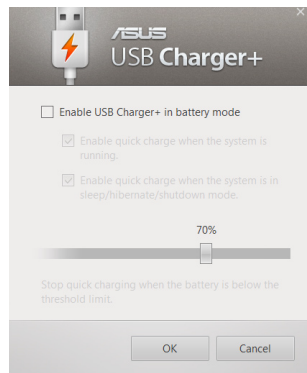 ASUS
USB Charger+
Enable USB Charger+ in battery mode
Enable quick charge when the system is
running.
Enable quick charge when the system is in
sleep/hibernate/shutdown mode.
70%
Stop quick charging when the battery is below the
threshold limit.
OK
Cancel